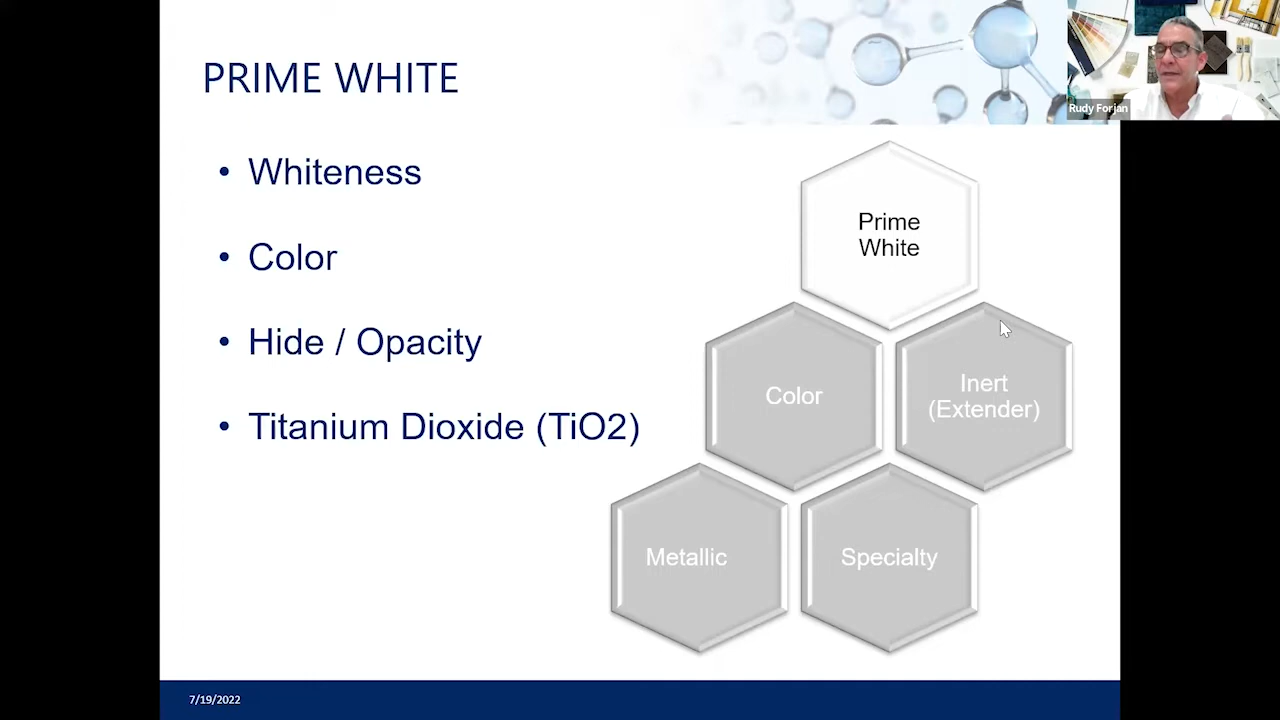 PRIME WHITE
Rudy Forjan
• Whiteness
• Color
• Hide / Opacity
• Titanium Dioxide (TiO2)
Prime
White
Color
Inert
(Extender)
Metallic
Specialty
7/19/2022